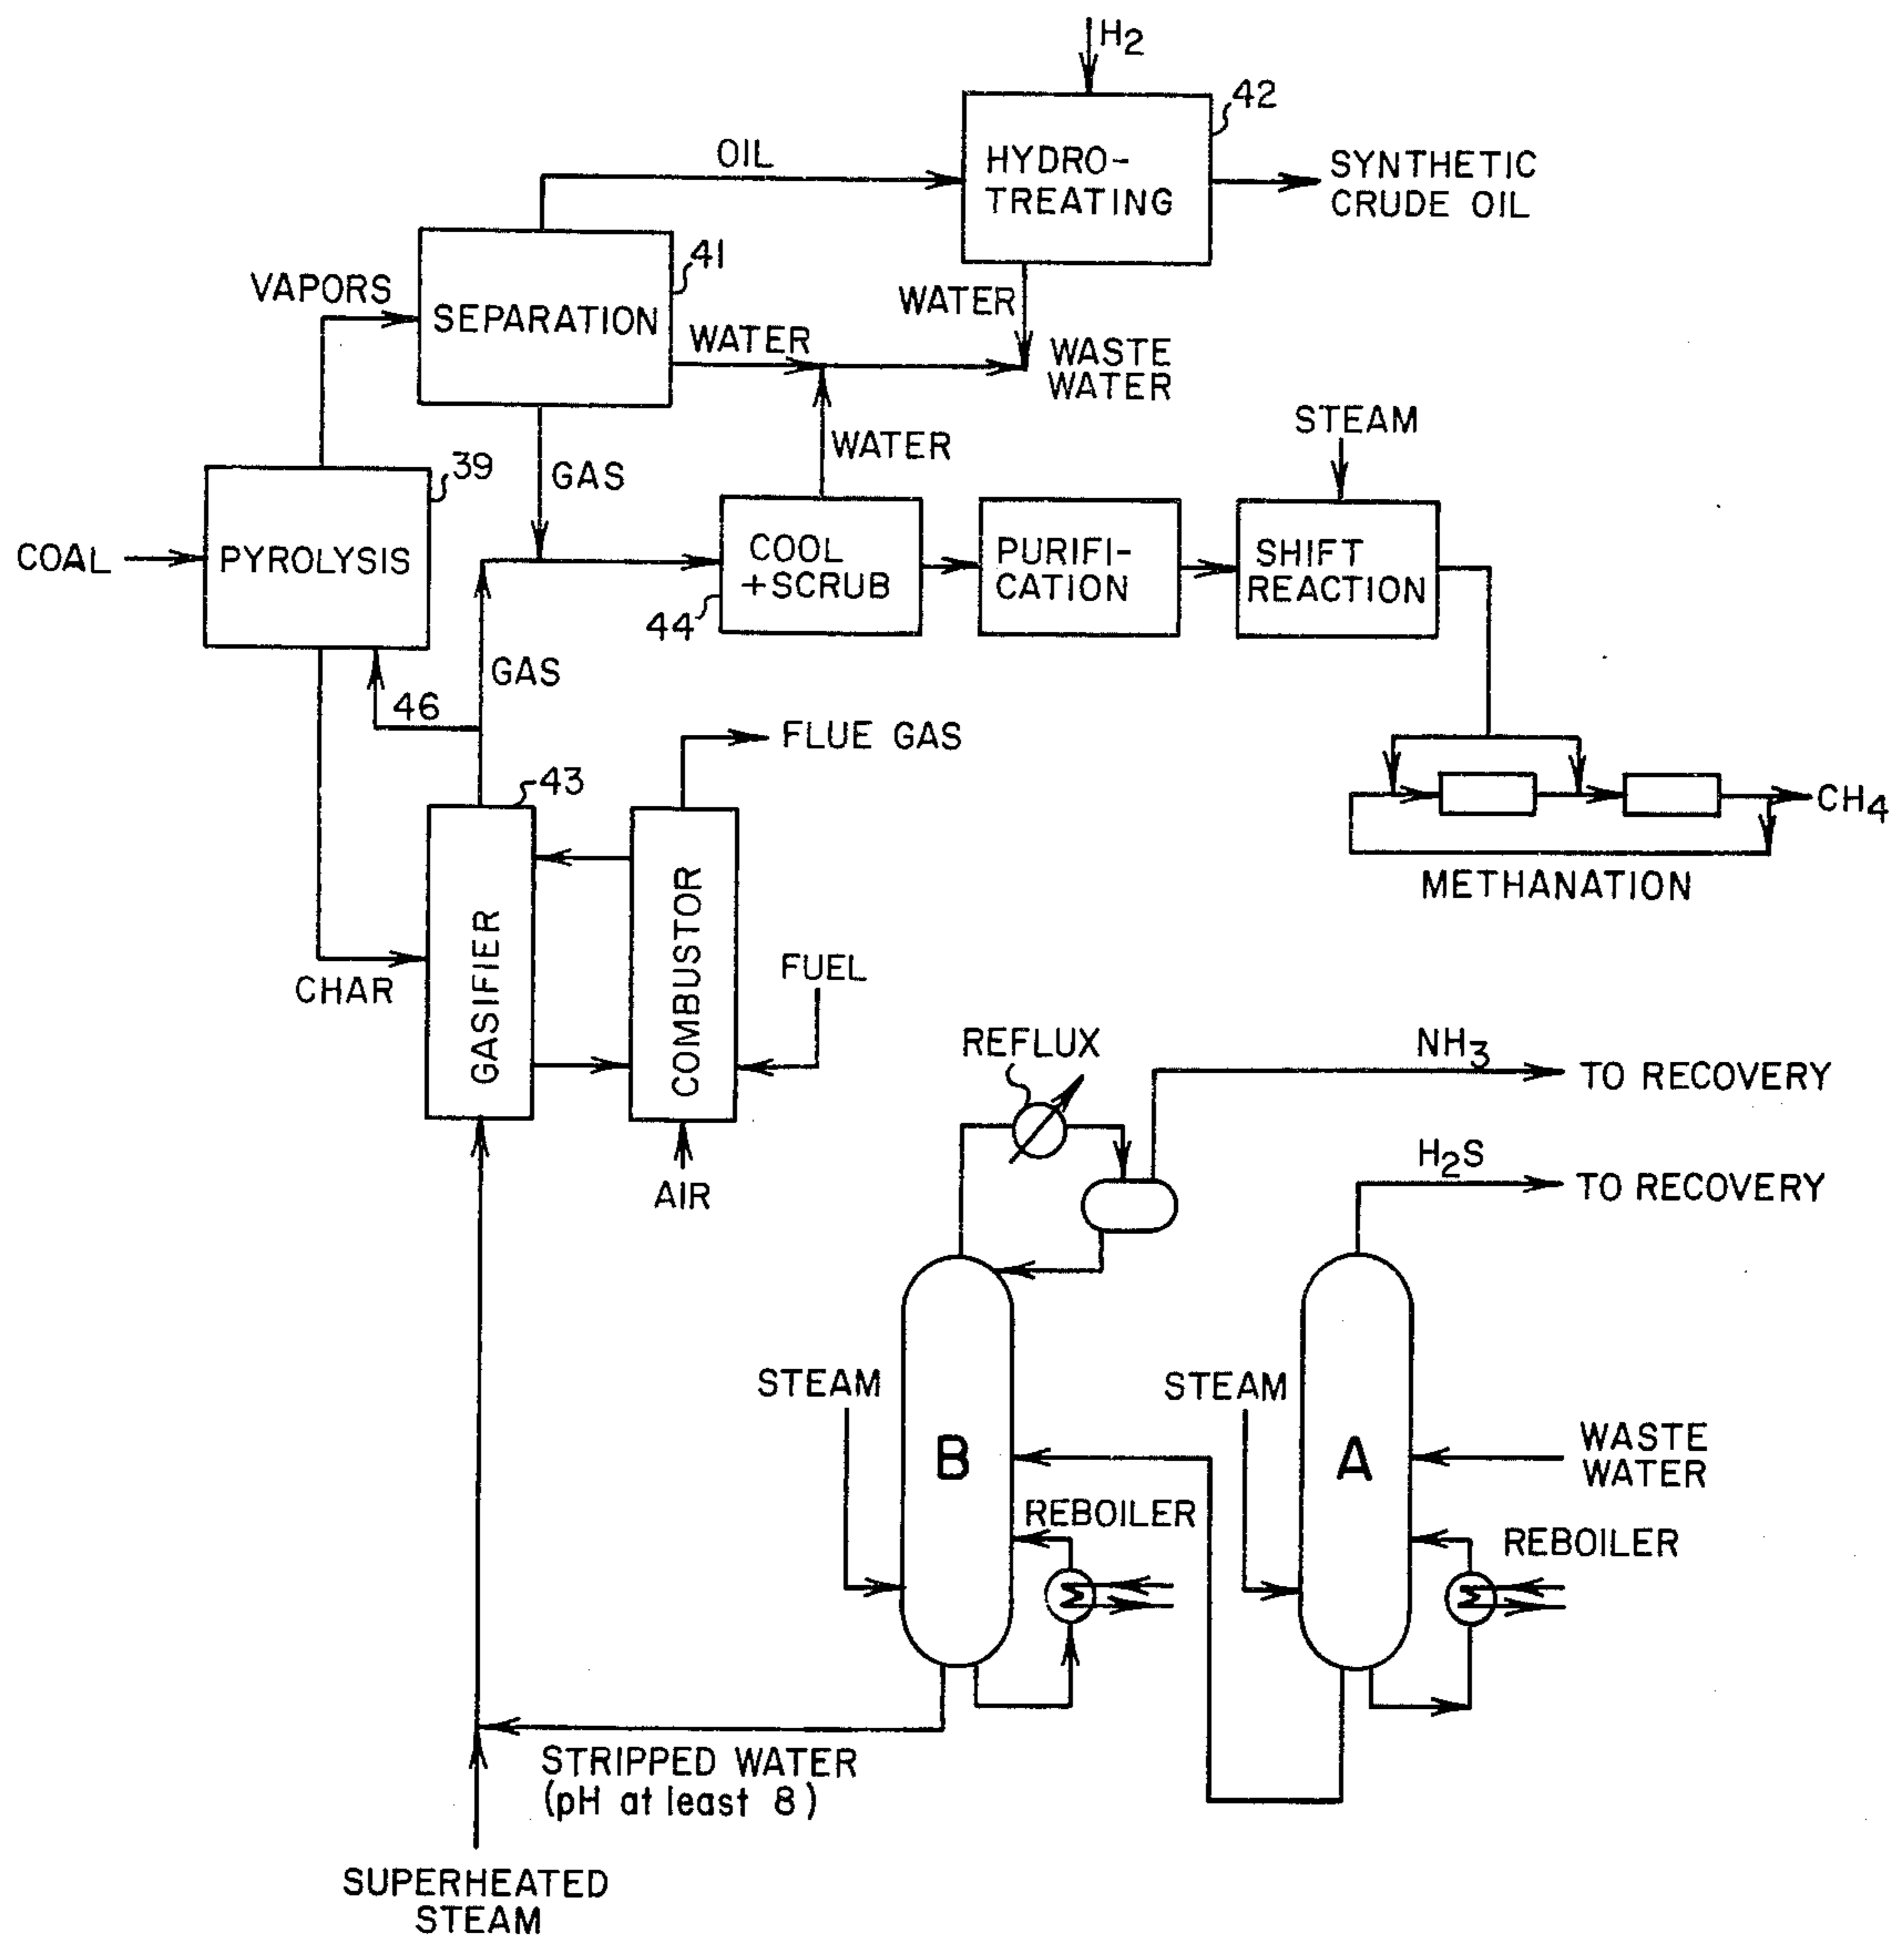 H2
42
HYDRO-
TREATING
OIL
SYNTHETIC
CRUDE OIL
41
VAPORS
SEPARATION
WATER
WATER
WASTE
WATER
STEAM
WATER
39
GAS
COAL
PYROLYSIS
COOL
+SCRUB
44
PURIFI-
CATION
SHIFT
REACTION
GAS
46
FLUE GAS
43
CH4
METHANATION
GASIFIER
COMBUSTOR
FUEL
CHAR
REFLUX
NH3
TO RECOVERY
AIR
H2S
TO RECOVERY
STEAM
STEAM
B
A
WASTE
WATER
REBOILER
REBOILER
STRIPPED WATER
(pH at least 8)
SUPERHEATED
STEAM